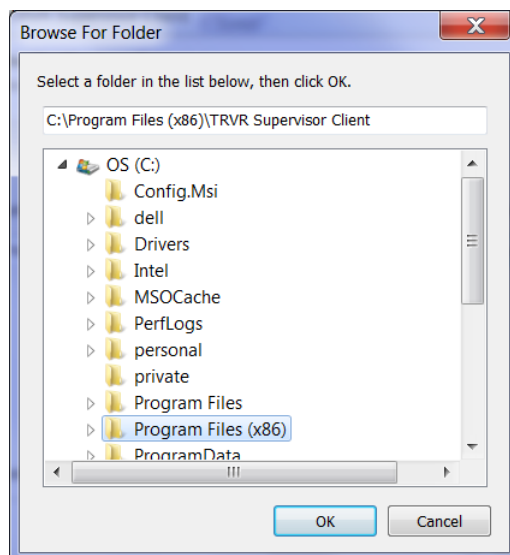 Browse For Folder
Select a folder in the list below, then click OK.
C:\Program Files (x86)\TRVR Supervisor Client
OS (C:)
Config.Msi
dell
Drivers
Intel
MSOCache
PerfLogs
personal
private
Program Files
Program Files (x86)
ProgramData
OK Cancel